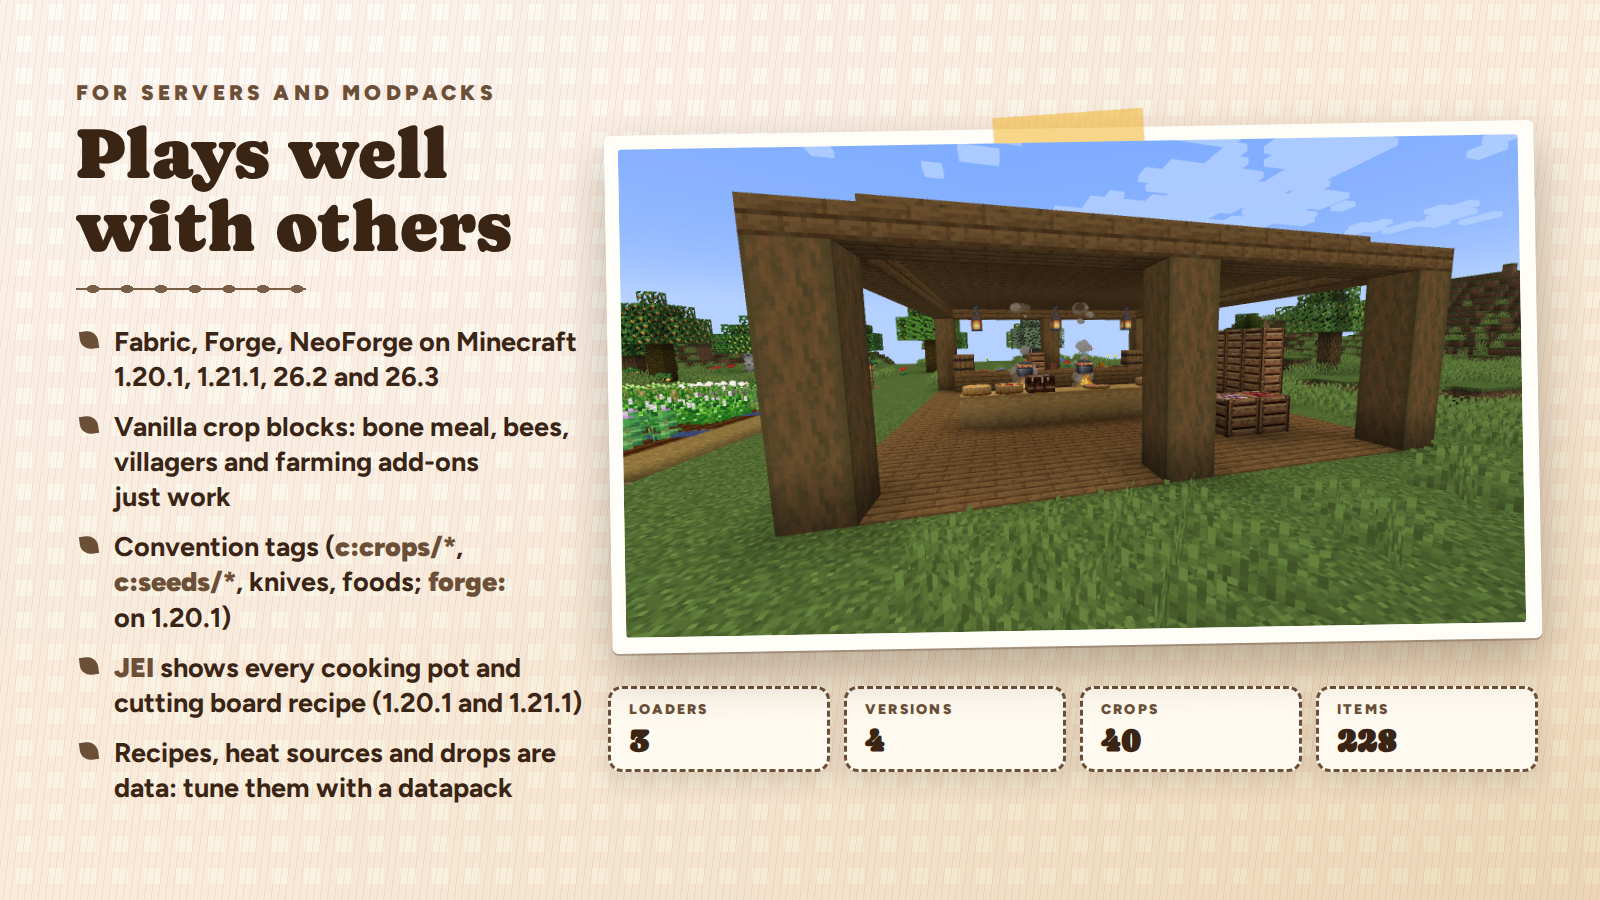 FOR SERVERS AND MODPACKS
Plays well
with others
Fabric, Forge, NeoForge on Minecraft
1.20.1, 1.21.1, 26.2 and 26.3
Vanilla crop blocks: bone meal, bees,
villagers and farming add-ons
just work
Convention tags (c:crops/*,
c:seeds/*, knives, foods; forge:
on 1.20.1)
JEI shows every cooking pot and
cutting board recipe (1.20.1 and 1.21.1)
Recipes, heat sources and drops are
data: tune them with a datapack
LOADERS
3
VERSIONS
4
CROPS
40
ITEMS
228